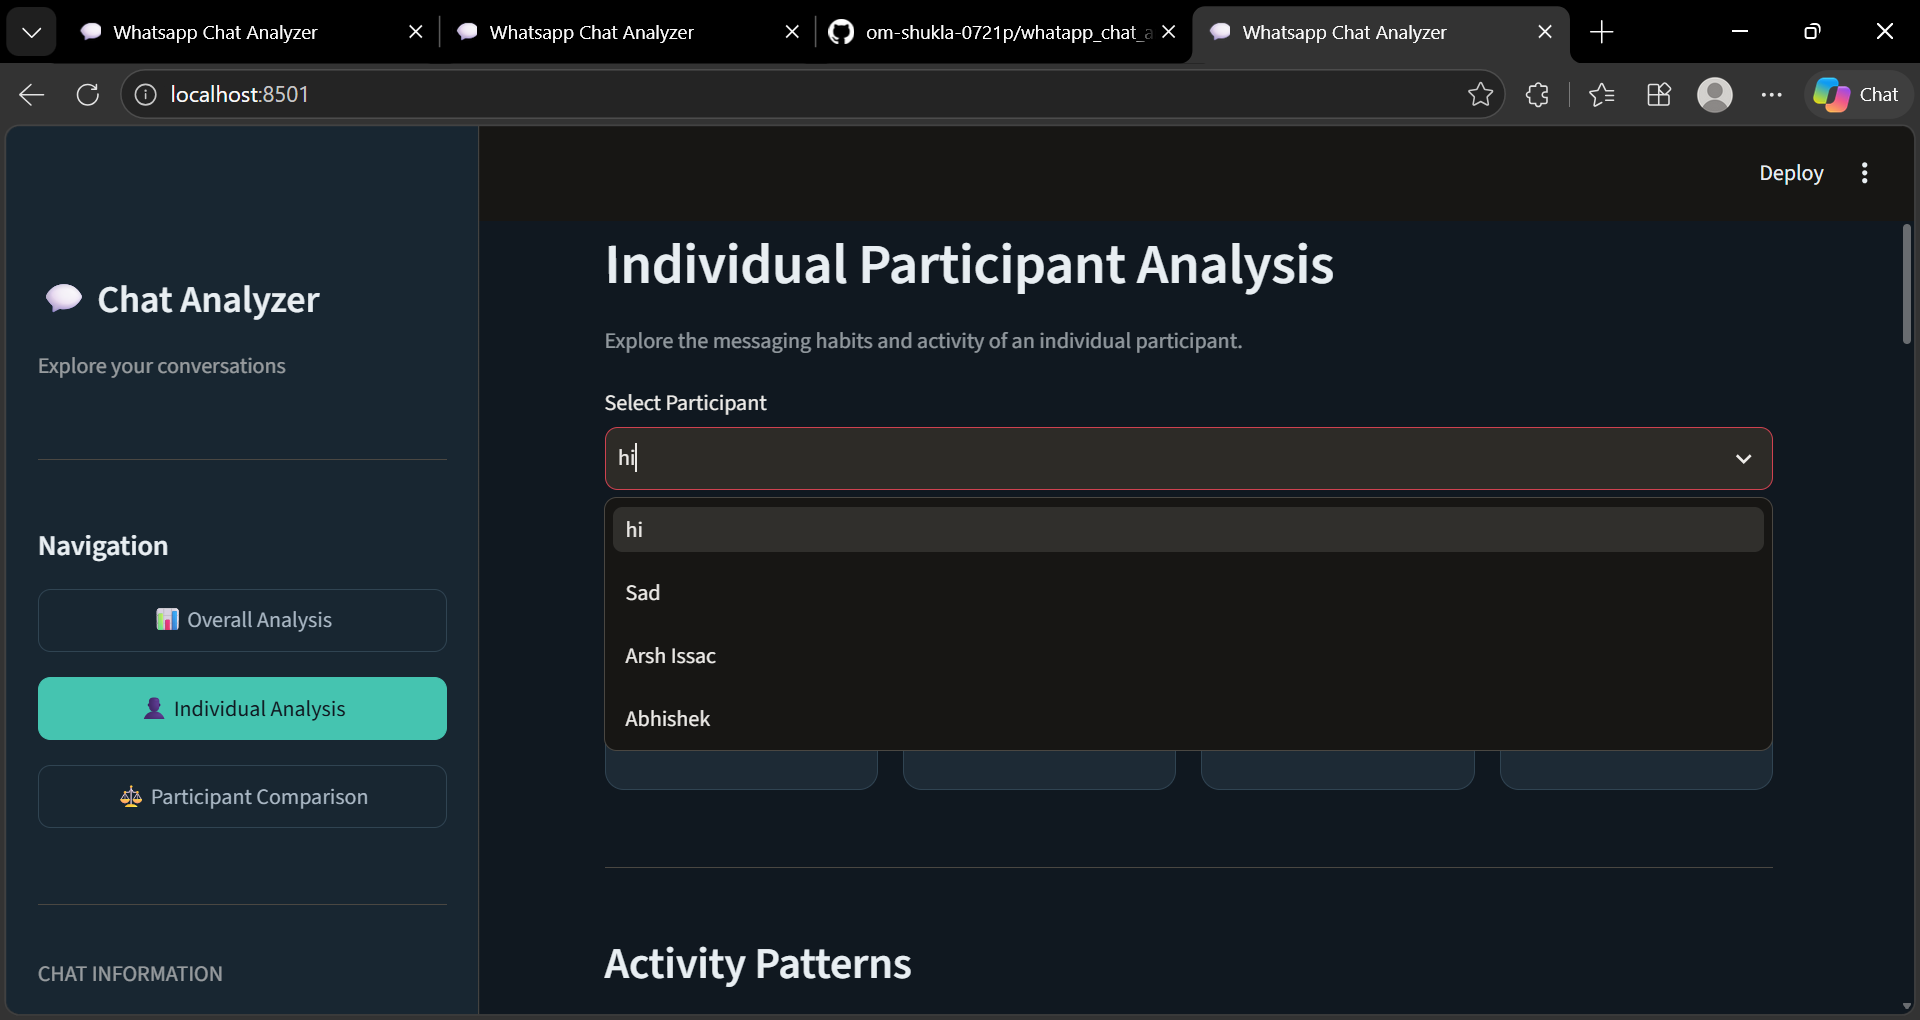 Whatsapp Chat Analyzer
Whatsapp Chat Analyzer
om-shukla-0721p/whatapp_chat_a
Whatsapp Chat Analyzer
localhost:8501
Chat
Deploy
Chat Analyzer
Explore your conversations
Navigation
Overall Analysis
Individual Analysis
Participant Comparison
CHAT INFORMATION
Individual Participant Analysis
Explore the messaging habits and activity of an individual participant.
Select Participant
hi
hi
Sad
Arsh Issac
Abhishek
Activity Patterns